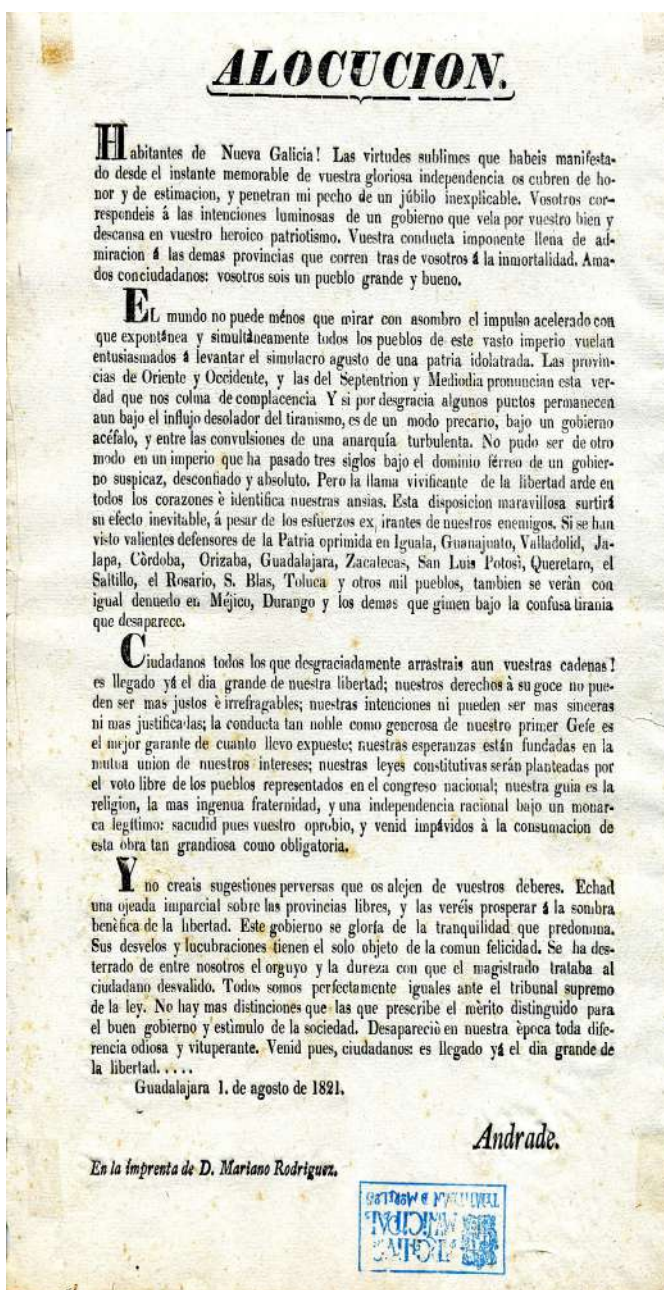 ALOCUCION.
Habitantes de Nueva Galicia! Las virtudes sublimes que habeis manifesta-
do desde el instante memorable de vuestra gloriosa independencia os cubren de ho-
nor y de estimacion, y penetran mi pecho de un júbilo inexplicable. Vosotros cor-
respondeis á las intenciones luminosas de un gobierno que vela por vuestro bien y
descansa en vuestro heroico patriotismo. Vuestra conducta imponente llena de ad-
miracion á las demas provincias que corren tras de vosotros á la inmortalidad. Ama-
dos conciudadanos: vosotros sois un pueblo grande y bueno.
EL mundo no puede ménos que mirar con asombro el impulso acelerado con
que expontánea y simultáneamente todos los pueblos de este vasto imperio vuelan
entusiasmados á levantar el simulacro agusto de una patria idolatrada. Las provin-
cias de Oriente y Occidente, y las del Septentrion y Mediodia pronuncian esta ver-
dad que nos colma de complacencia Y si por desgracia algunos puntos permanecen
aun bajo el influjo desolador del tiranismo, es de un modo precario, bajo un gobierno
acéfalo, y entre las convulsiones de una anarquía turbulenta. No pudo ser de otro
modo en un imperio que ha pasado tres siglos bajo el dominio férreo de un gobier-
no suspicaz, desconfiado y absoluto. Pero la llama vivificante de la libertad arde en
todos los corazones è identifica nuestras ansias. Esta disposicion maravillosa surtirá
su efecto inevitable, á pesar de los esfuerzos ex irantes de nuestros enemigos. Si se han
visto valientes defensores de la Patria oprimida en Iguala, Guanajuato, Valladolid, Ja-
lapa, Còrdoba, Orizaba, Guadalajara, Zacatecas, San Luis Potosì, Queretaro, el
Saltillo, el Rosario, S. Blas, Toluca y otros mil pueblos, tambien se veràn con
igual denuedo en Méjico, Durango y los demas que gimen bajo la confusa tirania
que desaparece.
Ciudadanos todos los que desgraciadamente arrastrais aun vuestras cadenas!
es llegado yá el dia grande de nuestra libertad; nuestros derechos à su goce no pue-
den ser mas justos è irrefragables; nuestras intenciones ni pueden ser mas sinceras
ni mas justificadas; la conducta tan noble como generosa de nuestro primer Gefe es
el mejor garante de cuanto llevo expuesto; nuestras esperanzas están fundadas en la
mutua union de nuestros intereses; nuestras leyes constitutivas serán planteadas por
el voto libre de los pueblos representados en el congreso nacional; nuestra guia es la
religion, la mas ingenua fraternidad, y una independencia racional bajo un monar-
ca legítimo: sacudid pues vuestro oprobio, y venid impávidos à la consumacion de
esta obra tan grandiosa como obligatoria.
Y no creais sugestiones perversas que os alejen de vuestros deberes. Echad
una ojeada imparcial sobre las provincias libres, y las veréis prosperar á la sombra
benèfica de la libertad. Este gobierno se gloría de la tranquilidad que predomina.
Sus desvelos y lucubraciones tienen el solo objeto de la comun felicidad. Se ha des-
terrado de entre nosotros el orguyo y la dureza con que el magistrado trataba al
ciudadano desvalido. Todos somos perfectamente iguales ante el tribunal supremo
de la ley. No hay mas distinciones que las que prescribe el mèrito distinguido para
el buen gobierno y estìmulo de la sociedad. Desapareciò en nuestra època toda dife-
rencia odiosa y vituperante. Venid pues, ciudadanos: es llegado yá el dia grande de
la libertad.....
Guadalajara 1. de agosto de 1821.
Andrade.
En la imprenta de D. Mariano Rodriguez.
ARCHIVO
MUNICIPAL